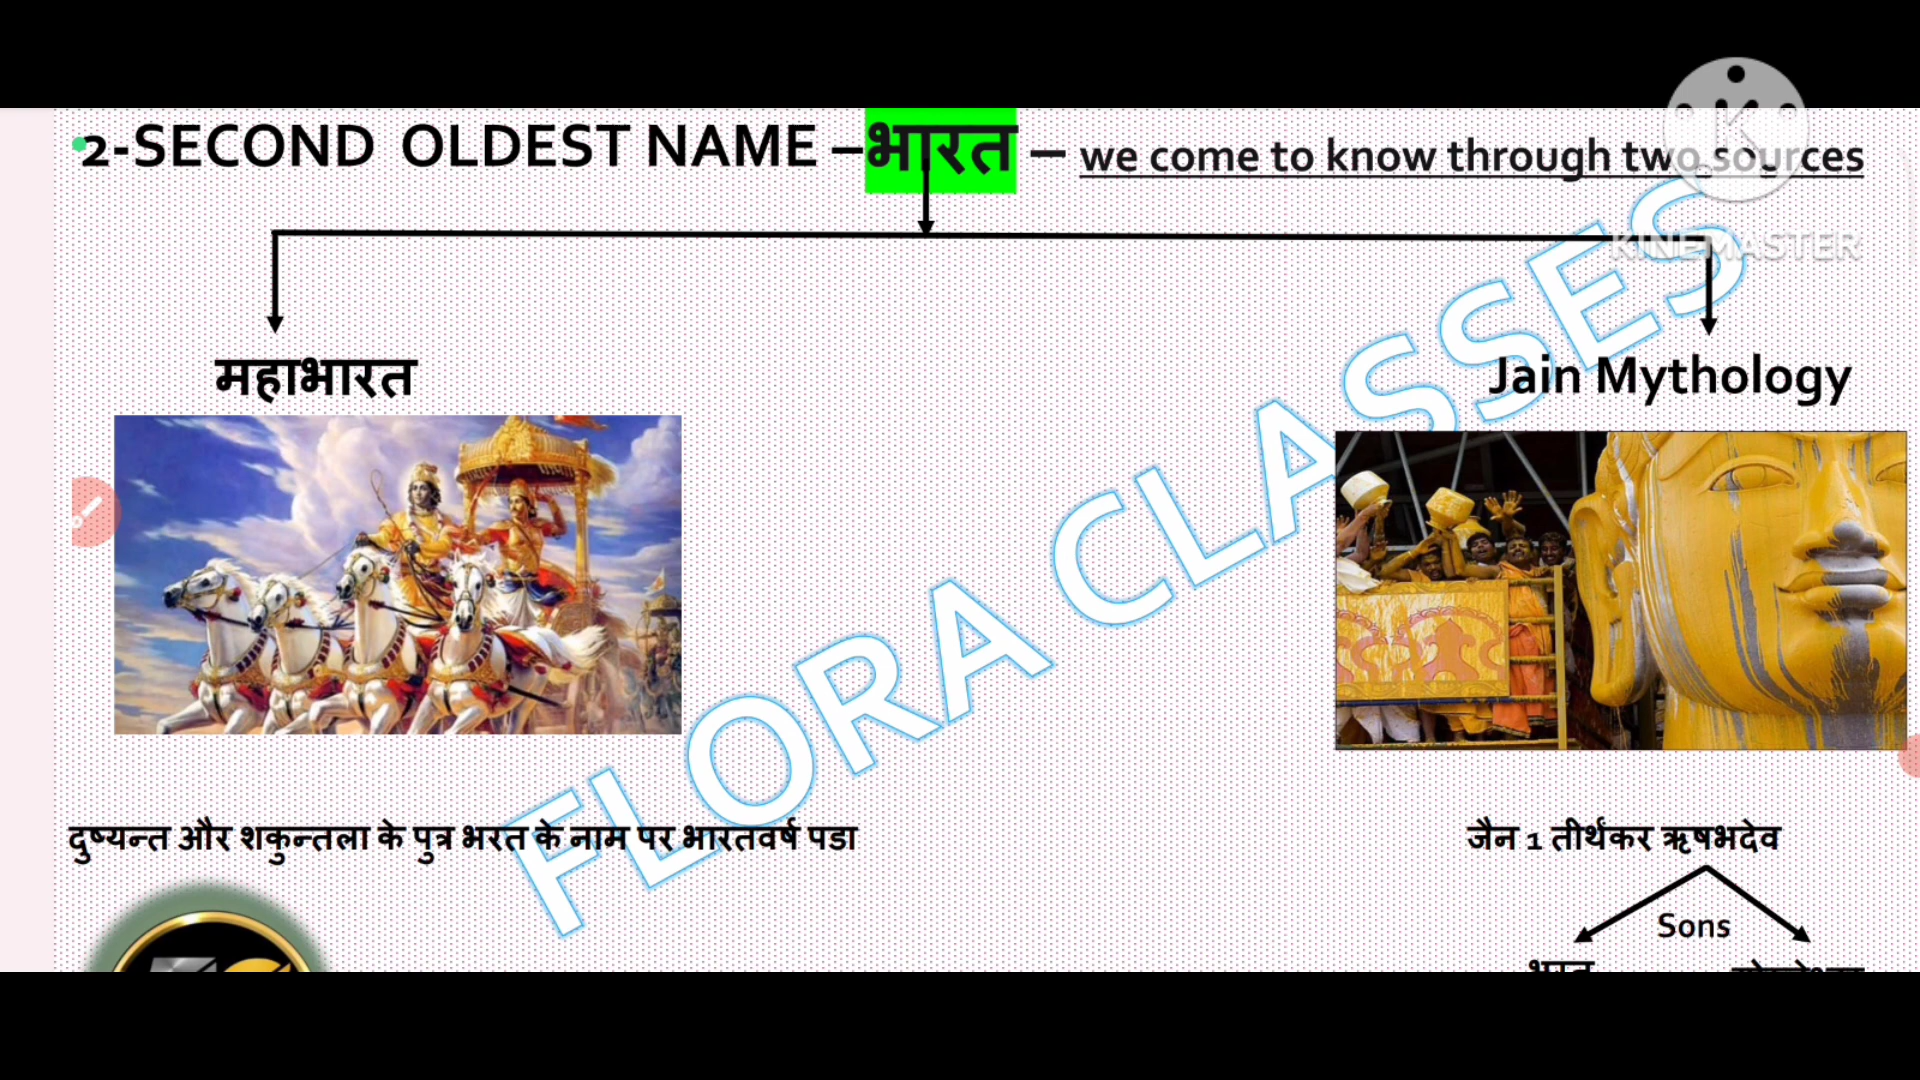 2-SECOND OLDEST NAME –भारत – we come to know through two sources
KINEMASTER
महाभारत
Jain Mythology
FLORA CLASSES
दुष्यन्त और शकुन्तला के पुत्र भरत के नाम पर भारतवर्ष पडा
जैन 1 तीर्थंकर ऋषभदेव
Sons